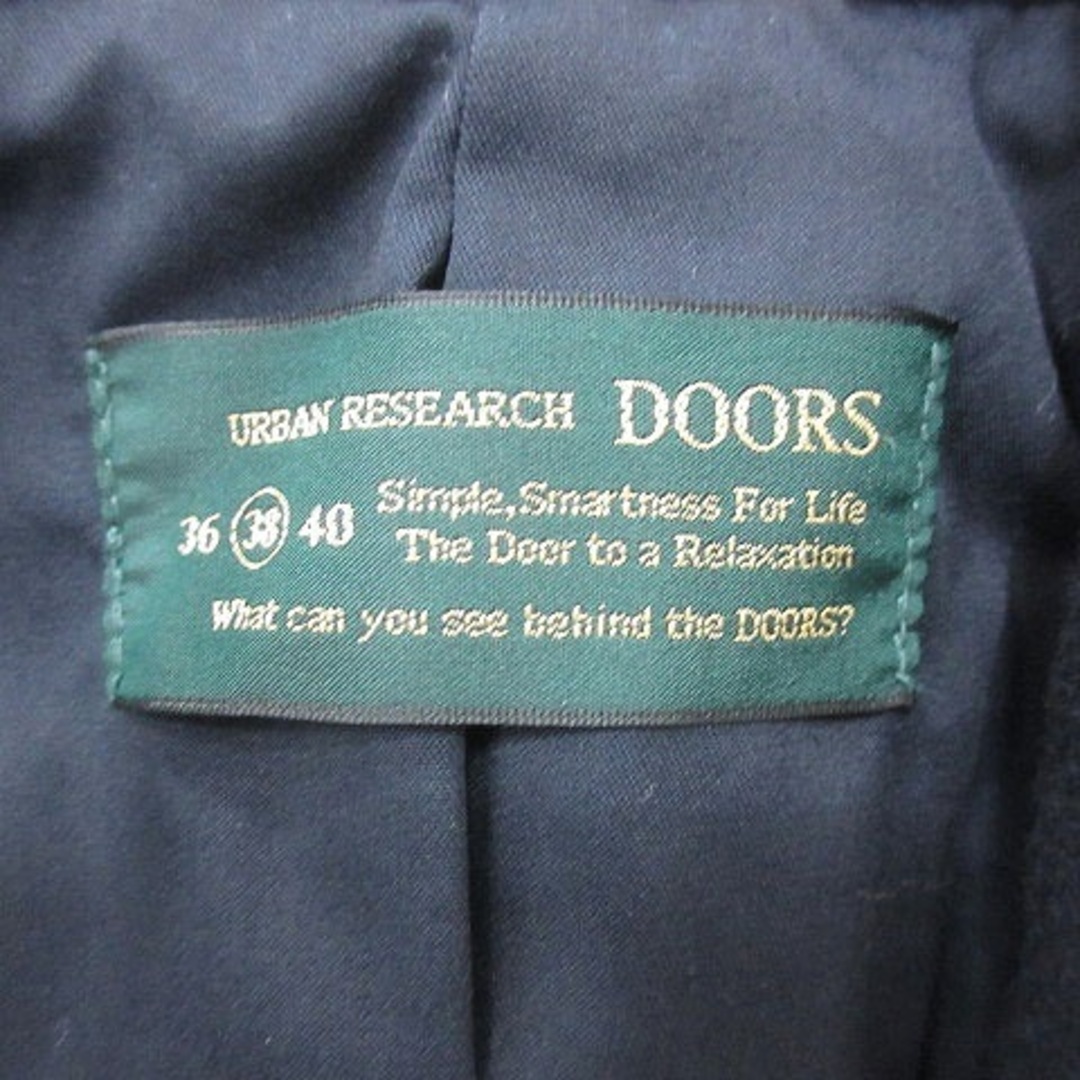 URBAN RESEARCH DOORS
36 38 40 Simple, Smartness For Life
The Door to a Relaxation
What can you see behind the DOORS?